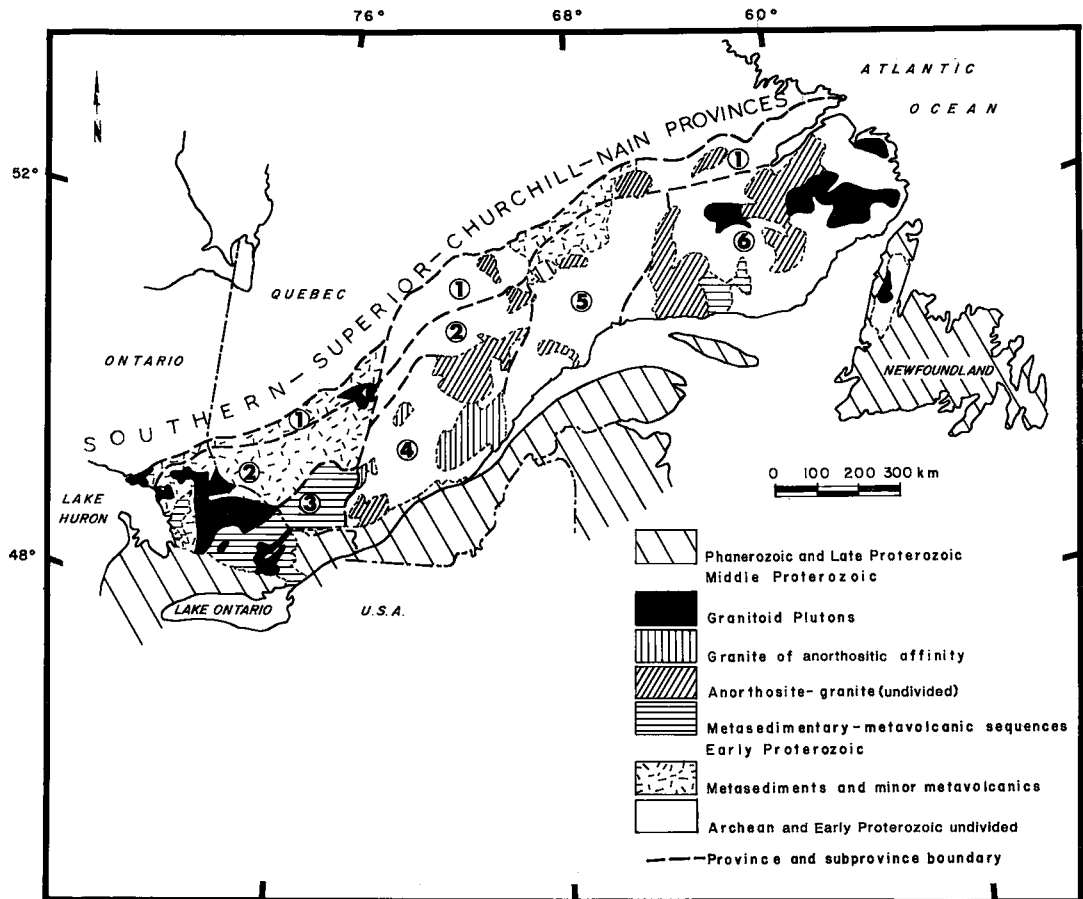 76°
68°
60°
ATLANTIC
OCEAN
N
52°
SOUTHERN–SUPERIOR–CHURCHILL–NAIN PROVINCES
1
6
QUEBEC
1
5
2
ONTARIO
NEWFOUNDLAND
1
4
2
3
LAKE
HURON
0 100 200 300 km
48°
LAKE ONTARIO
U.S.A.
Phanerozoic and Late Proterozoic
Middle Proterozoic
Granitoid Plutons
Granite of anorthositic affinity
Anorthosite-granite (undivided)
Metasedimentary-metavolcanic sequences
Early Proterozoic
Metasediments and minor metavolcanics
Archean and Early Proterozoic undivided
Province and subprovince boundary